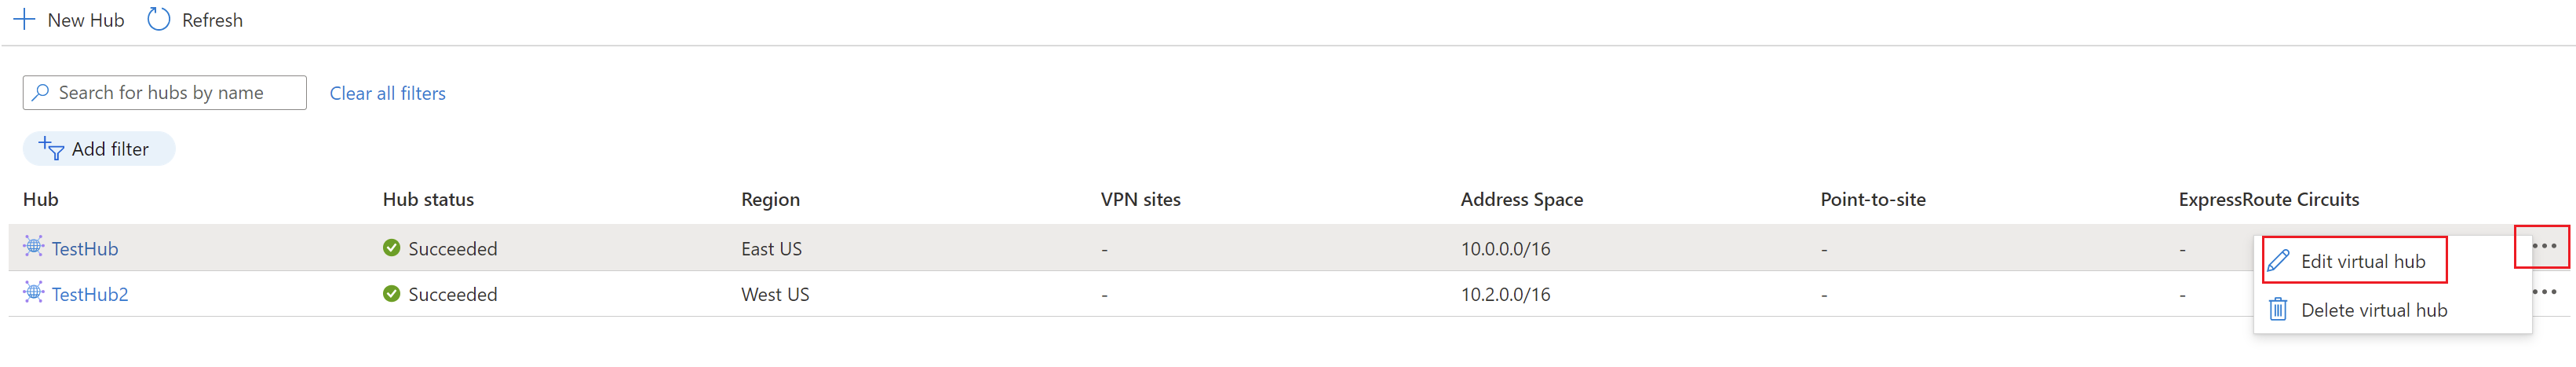 New Hub Refresh
Search for hubs by name Clear all filters
Add filter
Hub Hub status Region VPN sites Address Space Point-to-site ExpressRoute Circuits
TestHub Succeeded East US - 10.0.0.0/16 - - ...
Edit virtual hub
TestHub2 Succeeded West US - 10.2.0.0/16 - - ...
Delete virtual hub